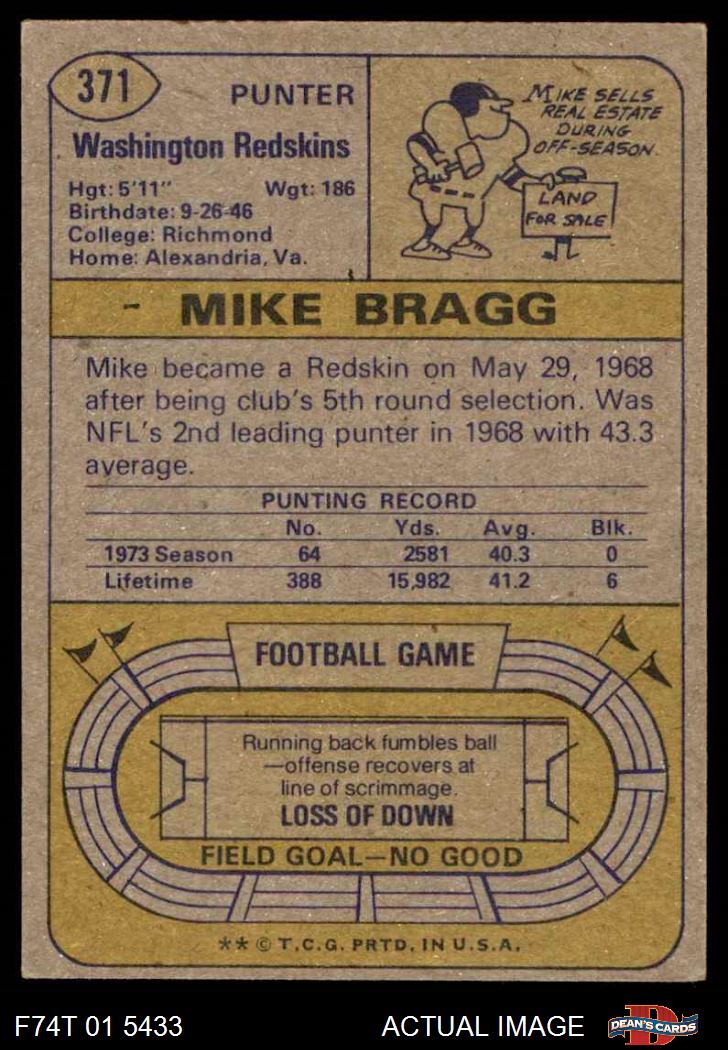 371
PUNTER
Washington Redskins
Hgt: 5'11" Wgt: 186
Birthdate: 9-26-46
College: Richmond
Home: Alexandria, Va.
MIKE SELLS
REAL ESTATE
DURING
OFF-SEASON.
LAND
FOR SALE
- MIKE BRAGG
Mike became a Redskin on May 29, 1968
after being club's 5th round selection. Was
NFL's 2nd leading punter in 1968 with 43.3
average.
PUNTING RECORD
No. Yds. Avg. Blk.
1973 Season 64 2581 40.3 0
Lifetime 388 15,982 41.2 6
FOOTBALL GAME
Running back fumbles ball
—offense recovers at
line of scrimmage.
LOSS OF DOWN
FIELD GOAL—NO GOOD
** © T.C.G. PRTD. IN U.S.A.
F74T 01 5433 ACTUAL IMAGE
D
DEAN'S CARDS